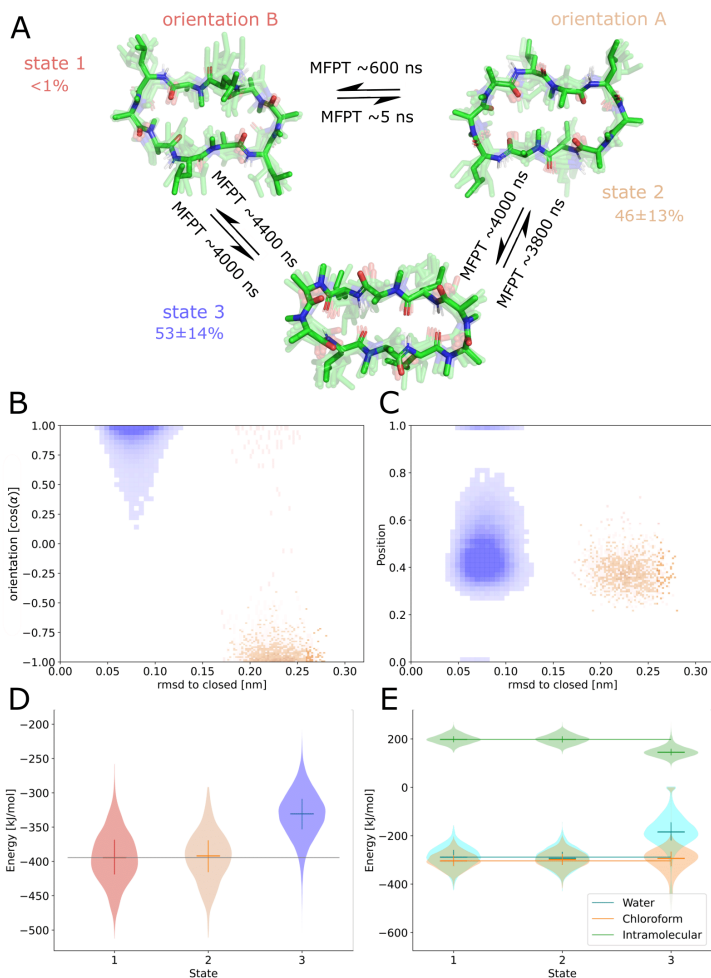 A
orientation B
orientation A
state 1
<1%
MFPT ~600 ns
MFPT ~5 ns
state 2
46±13%
MFPT ~4400 ns
MFPT ~4000 ns
MFPT ~4000 ns
MFPT ~3800 ns
state 3
53±14%
B
1.00
0.75
0.50
0.25
0.00
−0.25
−0.50
−0.75
−1.00
orientation [cos(α)]
0.00 0.05 0.10 0.15 0.20 0.25 0.30
rmsd to closed [nm]
C
1.0
0.8
0.6
0.4
0.2
0.0
Position
0.00 0.05 0.10 0.15 0.20 0.25 0.30
rmsd to closed [nm]
D
−200
−250
−300
−350
−400
−450
−500
Energy [kJ/mol]
1 2 3
State
E
200
0
−200
−400
−600
Energy [kJ/mol]
Water
Chloroform
Intramolecular
1 2 3
State